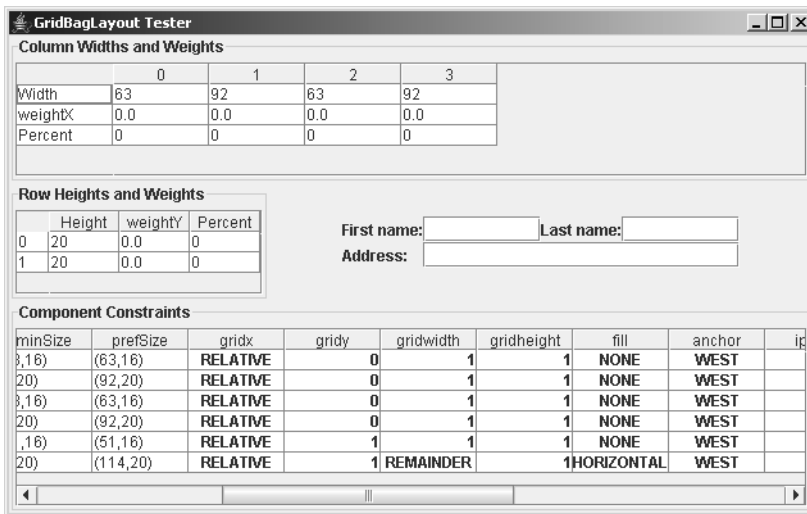 GridBagLayout Tester
Column Widths and Weights
0 1 2 3
Width 63 92 63 92
weightX 0.0 0.0 0.0 0.0
Percent 0 0 0 0
Row Heights and Weights
Height weightY Percent
0 20 0.0 0
1 20 0.0 0
First name: Last name:
Address:
Component Constraints
minSize prefSize gridx gridy gridwidth gridheight fill anchor ip
,16) (63,16) RELATIVE 0 1 1 NONE WEST
20) (92,20) RELATIVE 0 1 1 NONE WEST
,16) (63,16) RELATIVE 0 1 1 NONE WEST
20) (92,20) RELATIVE 0 1 1 NONE WEST
,16) (51,16) RELATIVE 1 1 1 NONE WEST
20) (114,20) RELATIVE 1 REMAINDER 1 HORIZONTAL WEST